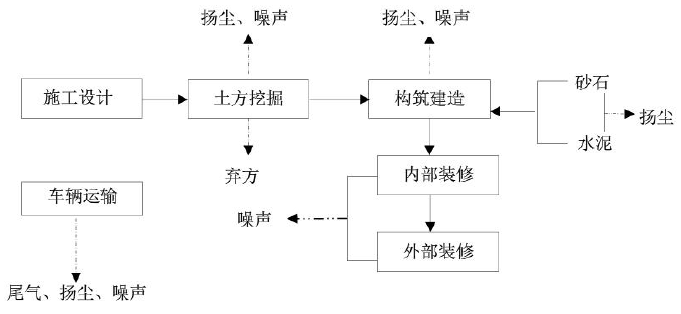 扬尘、噪声
扬尘、噪声
施工设计
土方挖掘
构筑建造
砂石
扬尘
水泥
弃方
内部装修
车辆运输
噪声
外部装修
尾气、扬尘、噪声